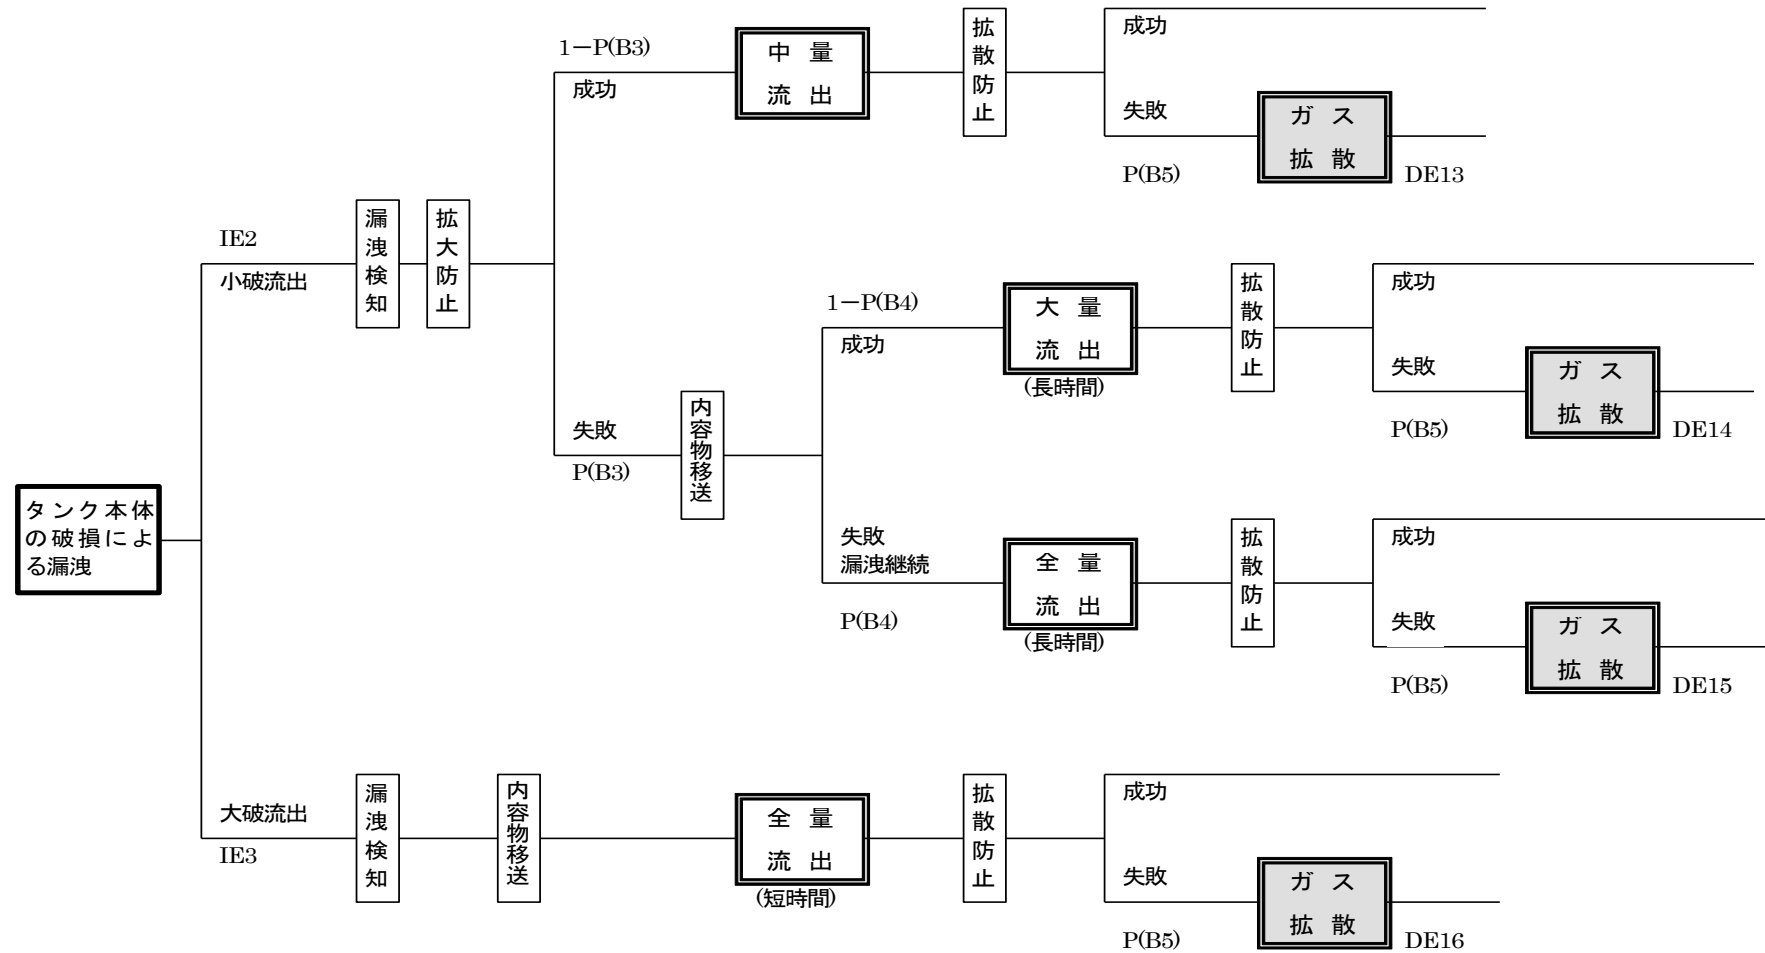 タンク本体
の破損によ
る漏洩
IE2
小破流出
漏洩検知
拡大防止
1－P(B3)
成功
中 量
流 出
拡散防止
成功
失敗
P(B5)
ガ ス
拡 散
DE13
失敗
P(B3)
内容物移送
1－P(B4)
成功
大 量
流 出
(長時間)
拡散防止
成功
失敗
P(B5)
ガ ス
拡 散
DE14
失敗
漏洩継続
P(B4)
全 量
流 出
(長時間)
拡散防止
成功
失敗
P(B5)
ガ ス
拡 散
DE15
大破流出
IE3
漏洩検知
内容物移送
全 量
流 出
(短時間)
拡散防止
成功
失敗
P(B5)
ガ ス
拡 散
DE16